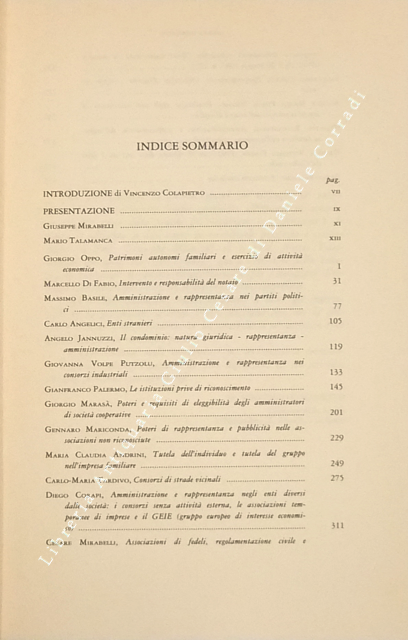 INDICE SOMMARIO
pag.
INTRODUZIONE di Vincenzo Colapietro ........ VII
PRESENTAZIONE ........ IX
Giuseppe Mirabelli ........ XI
Mario Talamanca ........ XIII
Giorgio Oppo, Patrimoni autonomi familiari e esercizio di attività
economica ........ 1
Marcello Di Fabio, Intervento e responsabilità del notaio ........ 31
Massimo Basile, Amministrazione e rappresentanza nei partiti politi-
ci ........ 77
Carlo Angelici, Enti stranieri ........ 105
Angelo Jannuzzi, Il condominio: natura giuridica - rappresentanza -
amministrazione ........ 119
Giovanna Volpe Putzolu, Amministrazione e rappresentanza nei
consorzi industriali ........ 133
Gianfranco Palermo, Le istituzioni prive di riconoscimento ........ 145
Giorgio Marasà, Poteri e requisiti di eleggibilità degli amministratori
di società cooperative ........ 201
Gennaro Mariconda, Poteri di rappresentanza e pubblicità nelle as-
sociazioni non riconosciute ........ 229
Maria Claudia Andrini, Tutela dell'individuo e tutela del gruppo
nell'impresa familiare ........ 249
Carlo-Maria Tardivo, Consorzi di strade vicinali ........ 275
Diego Corapi, Amministrazione e rappresentanza negli enti diversi
dalle società: i consorzi senza attività esterna, le associazioni tem-
poranee di imprese e il GEIE (gruppo europeo di interesse economi-
co) ........ 311
Cesare Mirabelli, Associazioni di fedeli, regolamentazione civile e
Libreria Antiquaria Giulio Cesare di Daniele Corradi